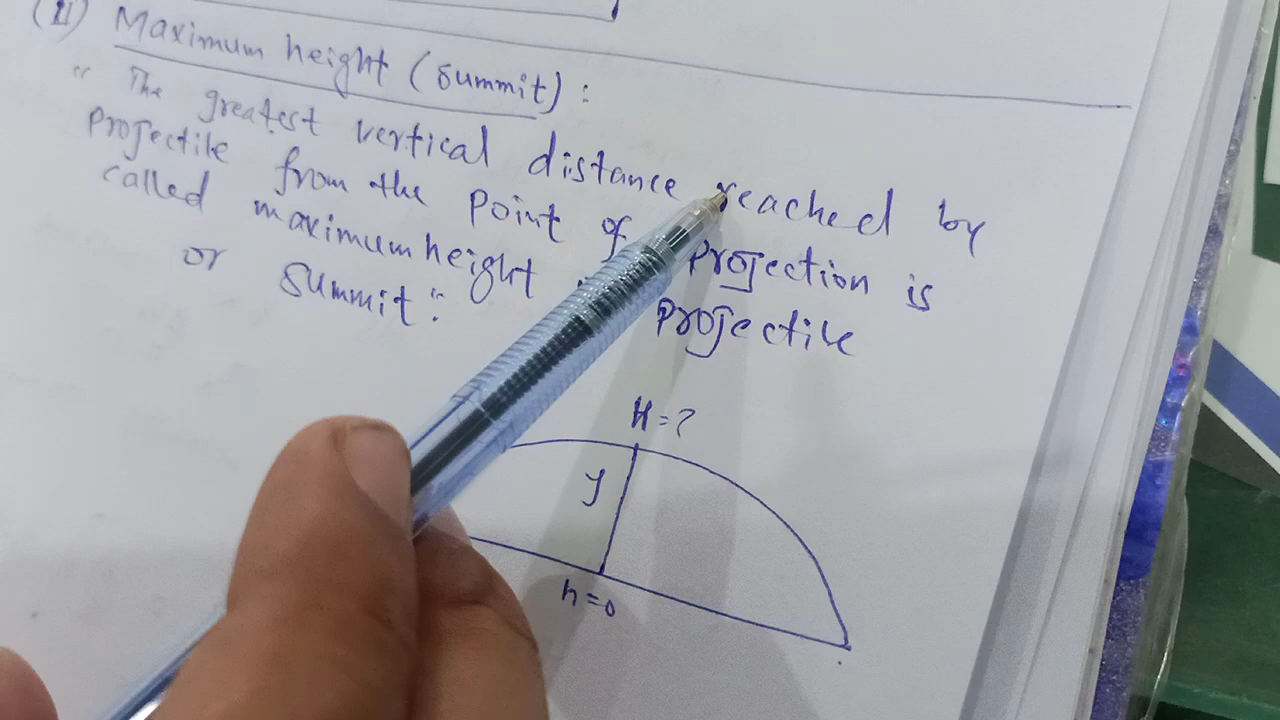 (II) Maximum height (summit):
"The greatest vertical distance reached by
projectile from the point of projection is
called maximum height projectile
or summit".
H=?
y
h=0